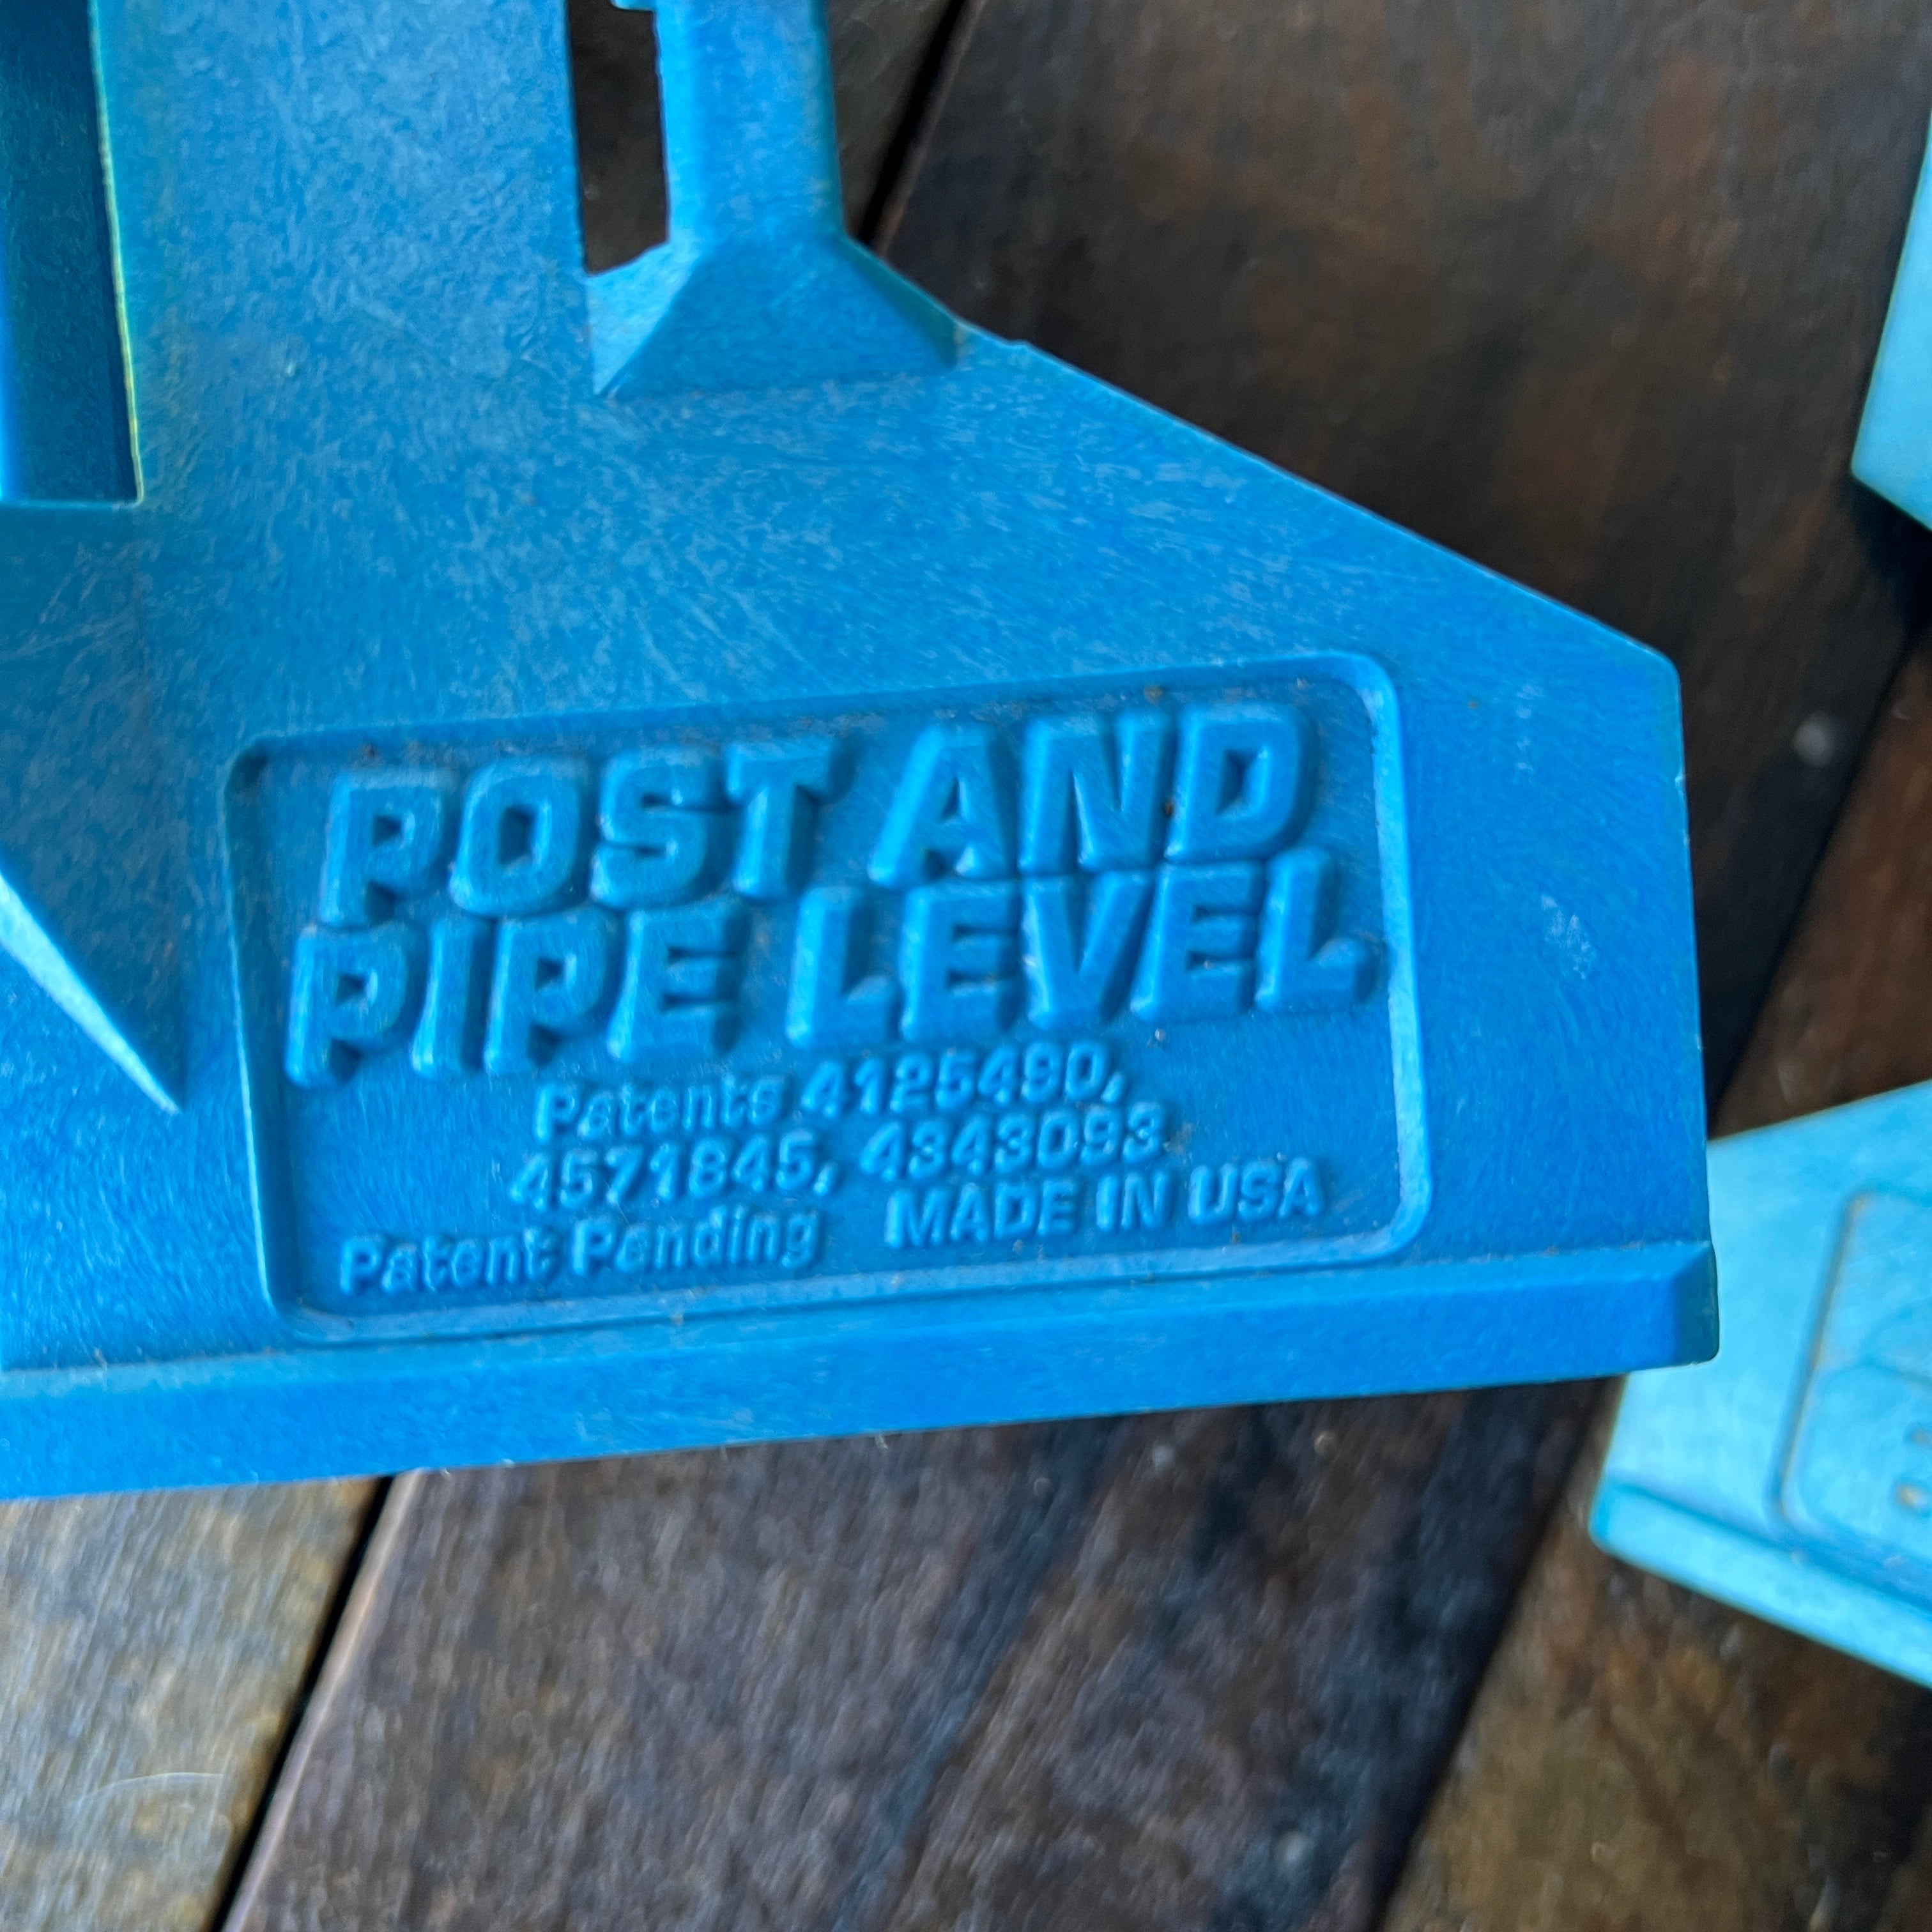 POST AND
PIPE LEVEL
Patents 4125490,
4571845, 4343093
Patent Pending MADE IN USA